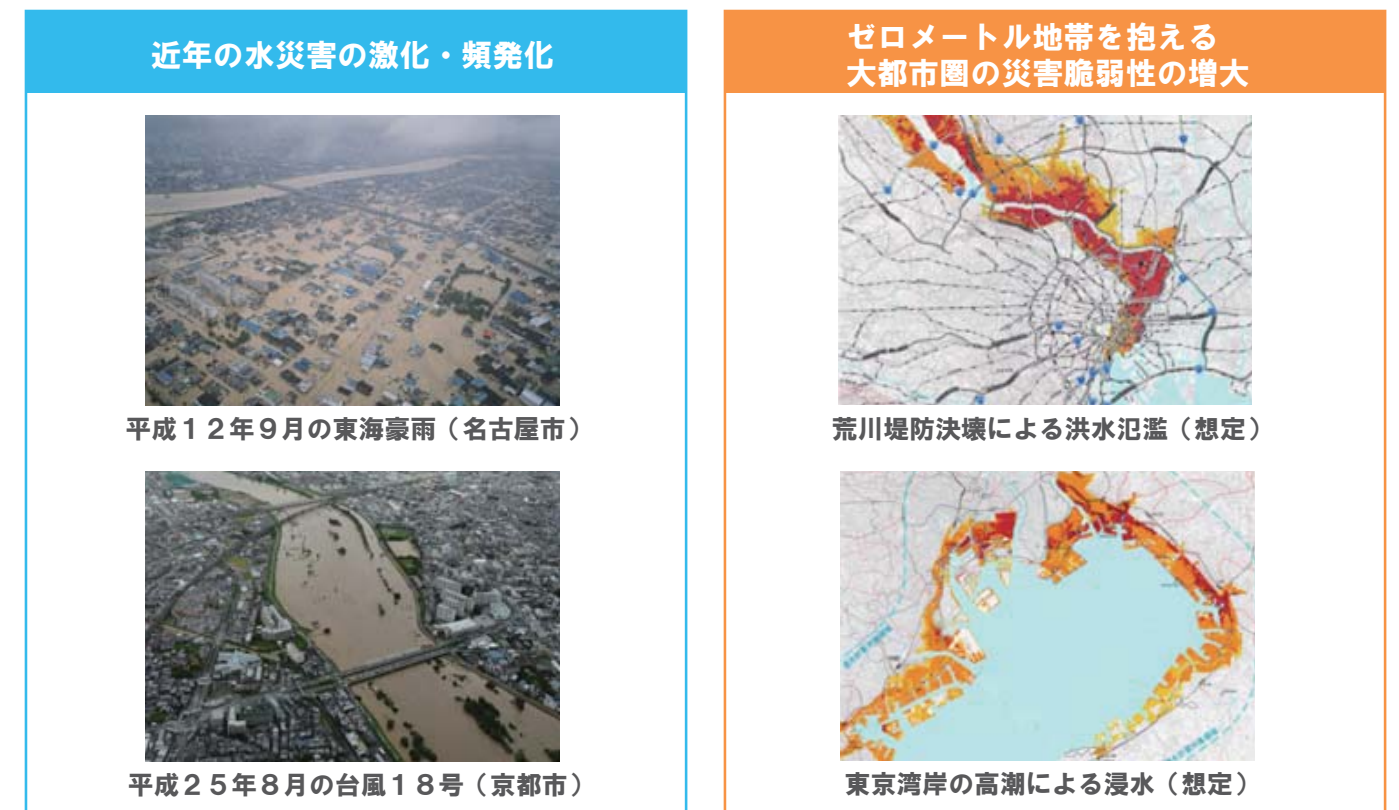 近年の水災害の激化・頻発化
平成１２年９月の東海豪雨（名古屋市）
平成２５年８月の台風１８号（京都市）
ゼロメートル地帯を抱える
大都市圏の災害脆弱性の増大
荒川堤防決壊による洪水氾濫（想定）
東京湾岸の高潮による浸水（想定）